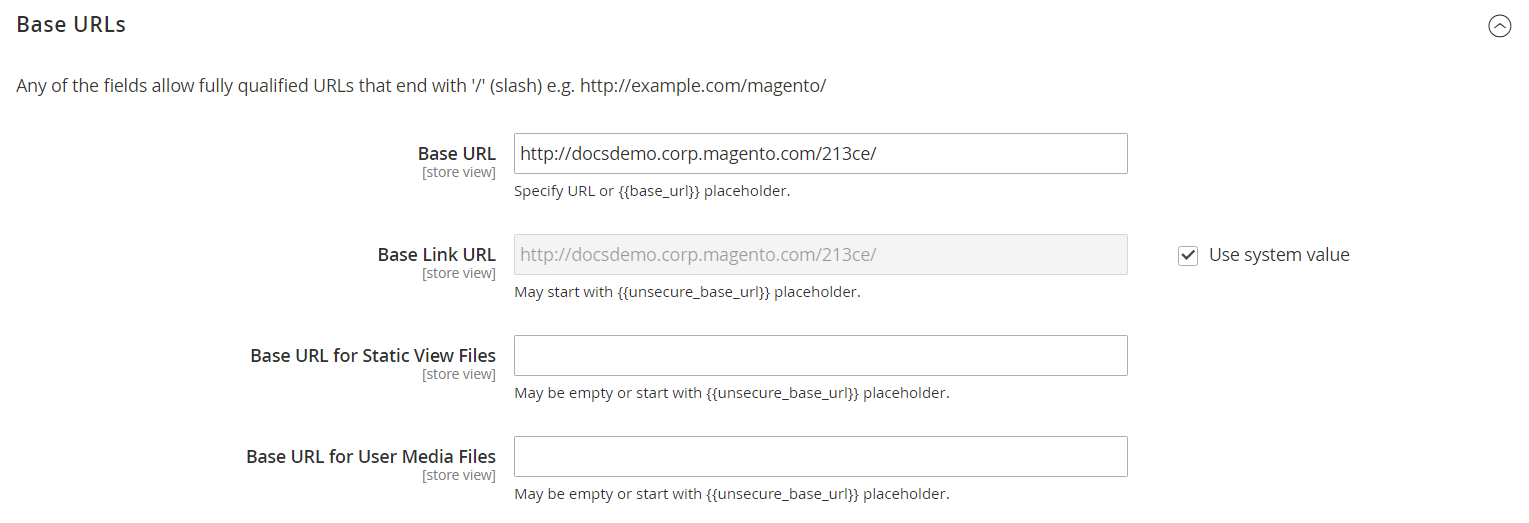 Base URLs
Any of the fields allow fully qualified URLs that end with '/' (slash) e.g. http://example.com/magento/
Base URL http://docsdemo.corp.magento.com/213ce/
[store view]
Specify URL or {{base_url}} placeholder.
Base Link URL http://docsdemo.corp.magento.com/213ce/ Use system value
[store view]
May start with {{unsecure_base_url}} placeholder.
Base URL for Static View Files
[store view]
May be empty or start with {{unsecure_base_url}} placeholder.
Base URL for User Media Files
[store view]
May be empty or start with {{unsecure_base_url}} placeholder.